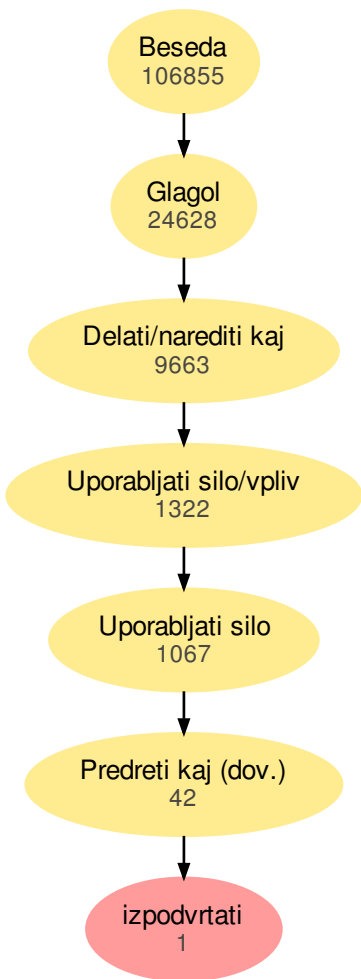 Beseda
106855
Glagol
24628
Delati/narediti kaj
9663
Uporabljati silo/vpliv
1322
Uporabljati silo
1067
Predreti kaj (dov.)
42
izpodvrtati
1